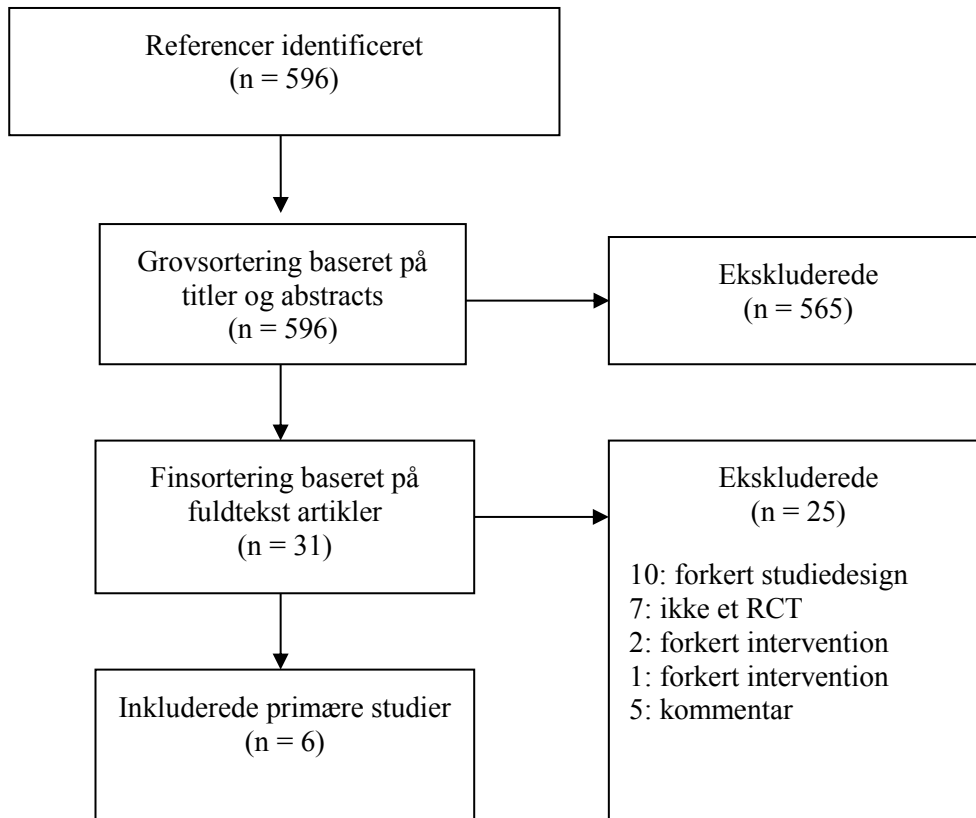 Referencer identificeret
(n = 596)
Grovsortering baseret på
titler og abstracts
(n = 596)
Ekskluderede
(n = 565)
Finsortering baseret på
fuldtekst artikler
(n = 31)
Ekskluderede
(n = 25)
10: forkert studiedesign
7: ikke et RCT
2: forkert intervention
1: forkert intervention
5: kommentar
Inkluderede primære studier
(n = 6)